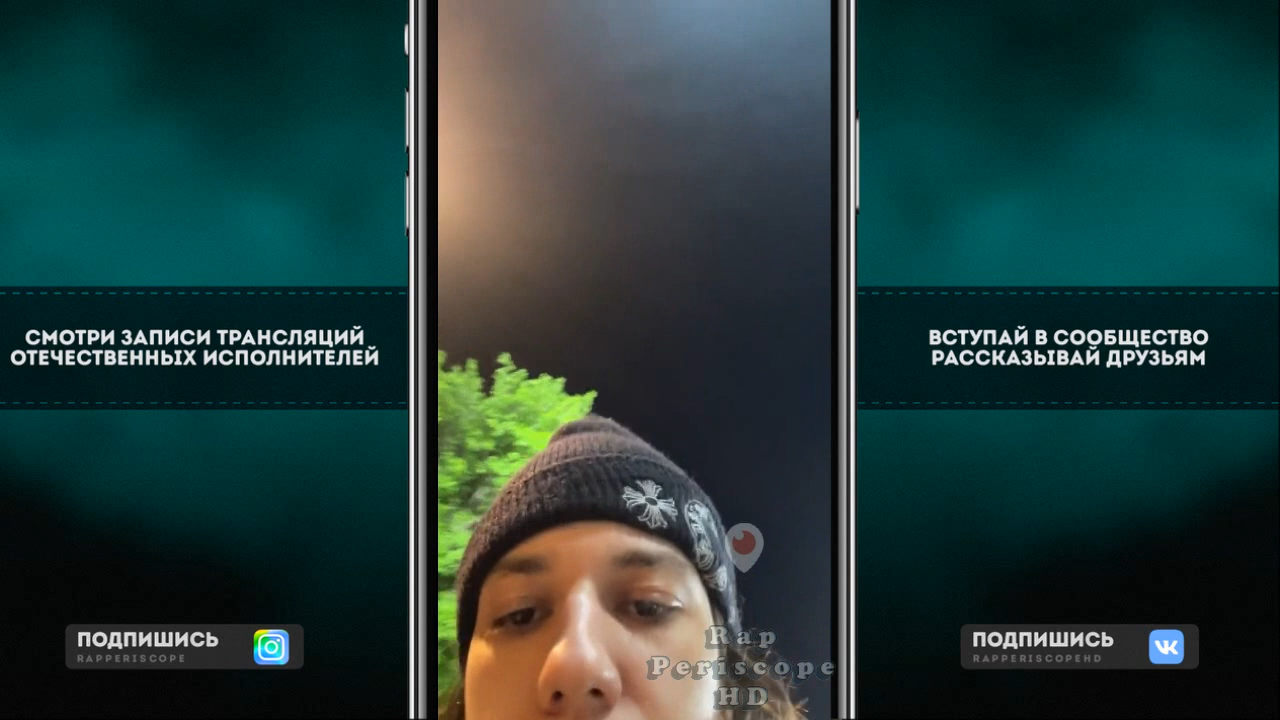 СМОТРИ ЗАПИСИ ТРАНСЛЯЦИЙ
ОТЕЧЕСТВЕННЫХ ИСПОЛНИТЕЛЕЙ
ПОДПИШИСЬ
RAPPERISCOPE
Rap
Periscope
HD
ВСТУПАЙ В СООБЩЕСТВО
РАССКАЗЫВАЙ ДРУЗЬЯМ
ПОДПИШИСЬ
RAPPERISCOPEHD